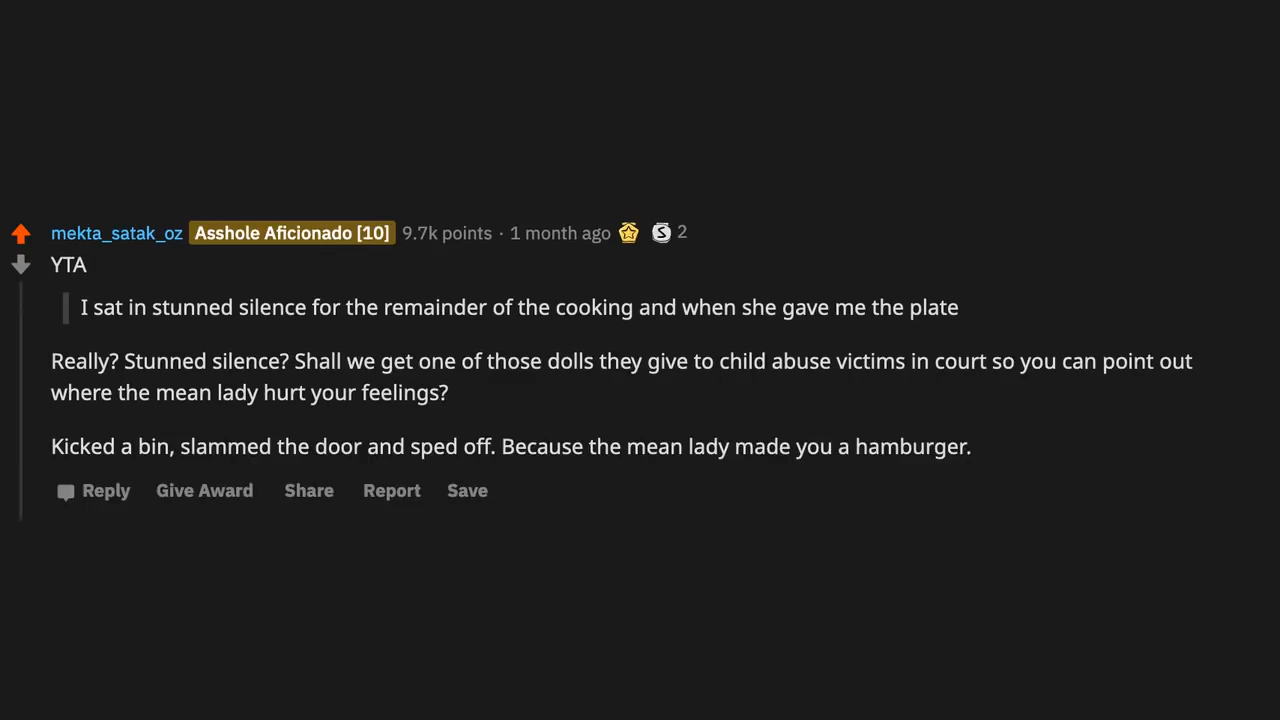 mekta_satak_oz Asshole Aficionado [10] 9.7k points · 1 month ago 2
YTA
I sat in stunned silence for the remainder of the cooking and when she gave me the plate
Really? Stunned silence? Shall we get one of those dolls they give to child abuse victims in court so you can point out
where the mean lady hurt your feelings?
Kicked a bin, slammed the door and sped off. Because the mean lady made you a hamburger.
Reply Give Award Share Report Save